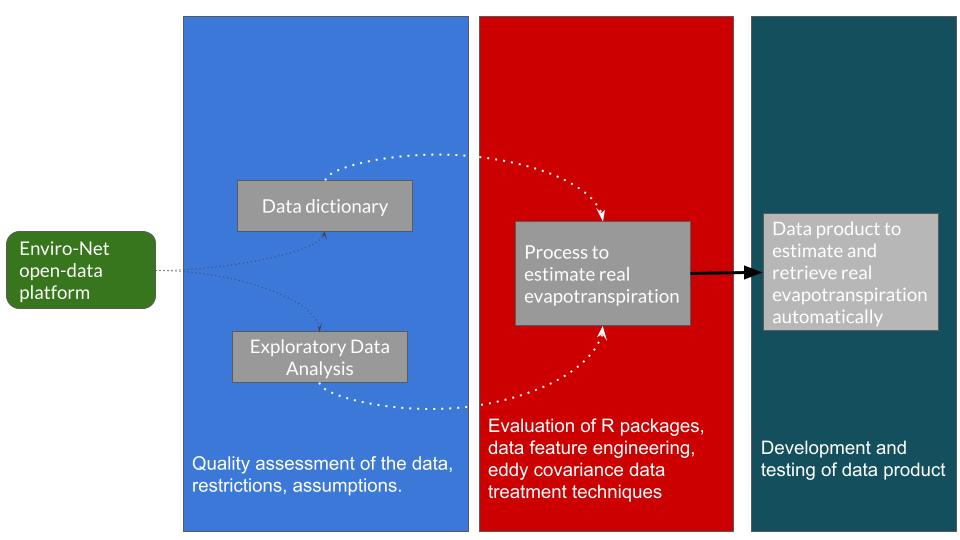 Enviro-Net
open-data
platform
Data dictionary
Exploratory Data
Analysis
Quality assessment of the data,
restrictions, assumptions.
Process to
estimate real
evapotranspiration
Evaluation of R packages,
data feature engineering,
eddy covariance data
treatment techniques
Data product to
estimate and
retrieve real
evapotranspiration
automatically
Development and
testing of data product